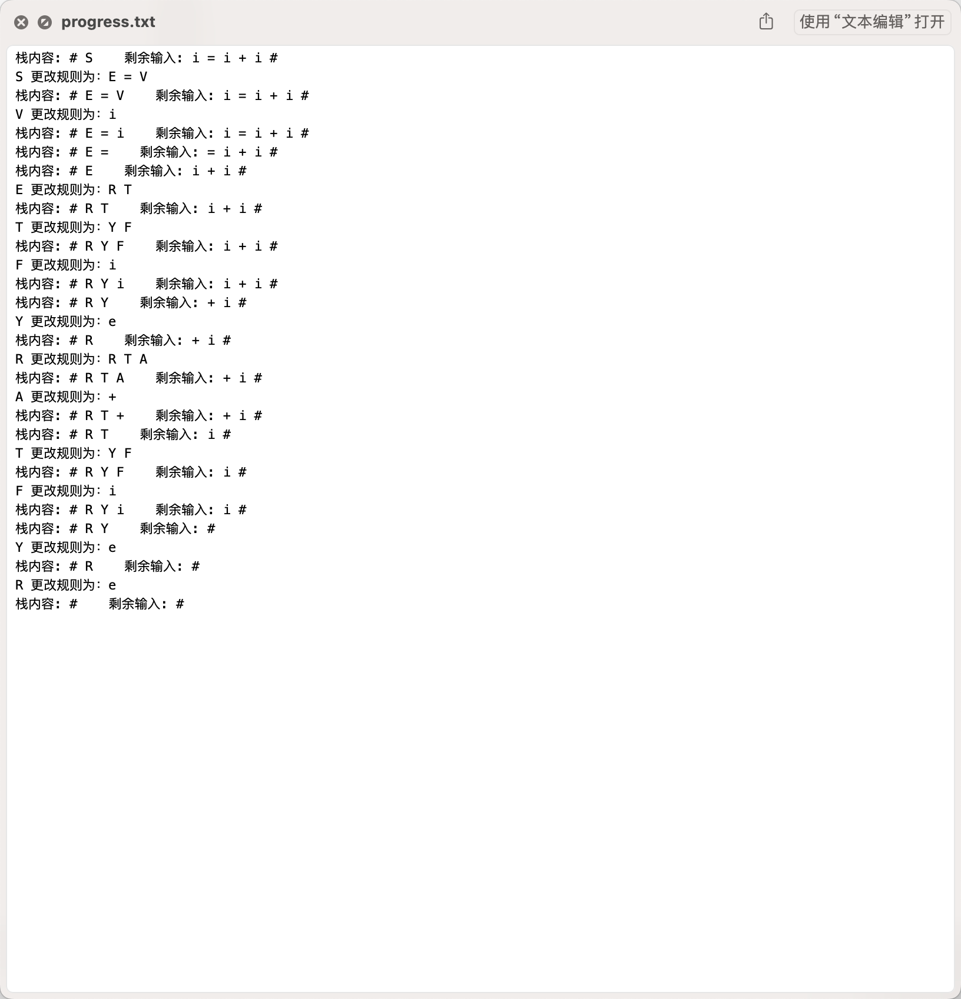 progress.txt
使用“文本编辑”打开
栈内容: # S    剩余输入: i = i + i #
S 更改规则为: E = V
栈内容: # E = V    剩余输入: i = i + i #
V 更改规则为: i
栈内容: # E = i    剩余输入: i = i + i #
栈内容: # E =    剩余输入: = i + i #
栈内容: # E    剩余输入: i + i #
E 更改规则为: R T
栈内容: # R T    剩余输入: i + i #
T 更改规则为: Y F
栈内容: # R Y F    剩余输入: i + i #
F 更改规则为: i
栈内容: # R Y i    剩余输入: i + i #
栈内容: # R Y    剩余输入: + i #
Y 更改规则为: e
栈内容: # R    剩余输入: + i #
R 更改规则为: R T A
栈内容: # R T A    剩余输入: + i #
A 更改规则为: +
栈内容: # R T +    剩余输入: + i #
栈内容: # R T    剩余输入: i #
T 更改规则为: Y F
栈内容: # R Y F    剩余输入: i #
F 更改规则为: i
栈内容: # R Y i    剩余输入: i #
栈内容: # R Y    剩余输入: #
Y 更改规则为: e
栈内容: # R    剩余输入: #
R 更改规则为: e
栈内容: #    剩余输入: #